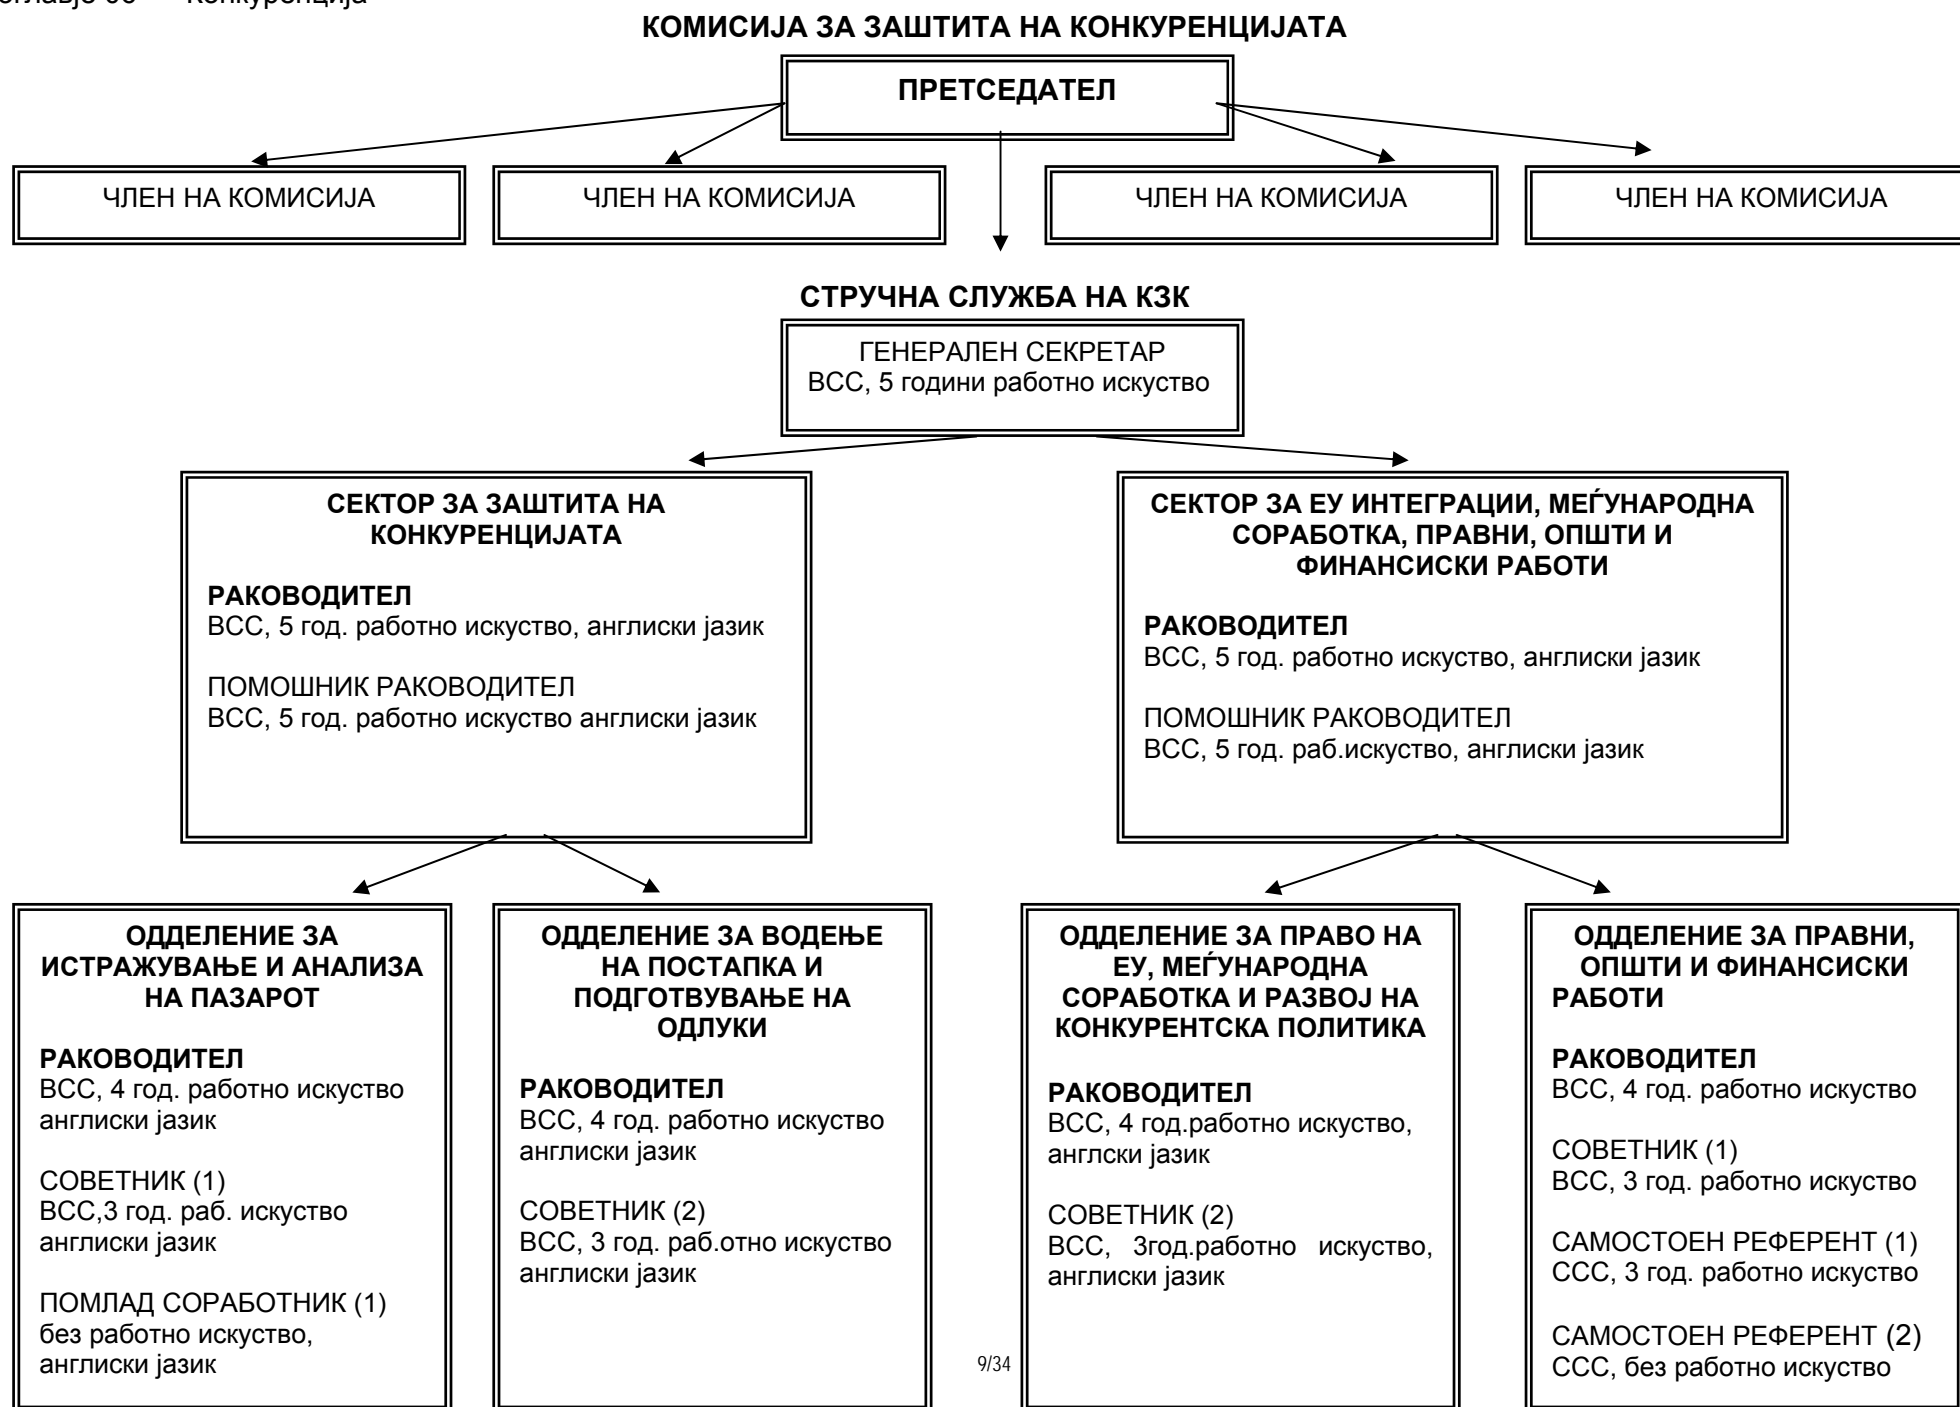 Конкуренција
КОМИСИЈА ЗА ЗАШТИТА НА КОНКУРЕНЦИЈАТА
ПРЕТСЕДАТЕЛ
ЧЛЕН НА КОМИСИЈА
ЧЛЕН НА КОМИСИЈА
ЧЛЕН НА КОМИСИЈА
ЧЛЕН НА КОМИСИЈА
СТРУЧНА СЛУЖБА НА КЗК
ГЕНЕРАЛЕН СЕКРЕТАР
ВСС, 5 години работно искуство
СЕКТОР ЗА ЗАШТИТА НА
КОНКУРЕНЦИЈАТА
РАКОВОДИТЕЛ
ВСС, 5 год. работно искуство, англиски јазик
ПОМОШНИК РАКОВОДИТЕЛ
ВСС, 5 год. работно искуство англиски јазик
СЕКТОР ЗА ЕУ ИНТЕГРАЦИИ, МЕЃУНАРОДНА
СОРАБОТКА, ПРАВНИ, ОПШТИ И
ФИНАНСИСКИ РАБОТИ
РАКОВОДИТЕЛ
ВСС, 5 год. работно искуство, англиски јазик
ПОМОШНИК РАКОВОДИТЕЛ
ВСС, 5 год. раб.искуство, англиски јазик
ОДДЕЛЕНИЕ ЗА
ИСТРАЖУВАЊЕ И АНАЛИЗА
НА ПАЗАРОТ
РАКОВОДИТЕЛ
ВСС, 4 год. работно искуство
англиски јазик
СОВЕТНИК (1)
ВСС,3 год. раб. искуство
англиски јазик
ПОМЛАД СОРАБОТНИК (1)
без работно искуство,
англиски јазик
ОДДЕЛЕНИЕ ЗА ВОДЕЊЕ
НА ПОСТАПКА И
ПОДГОТВУВАЊЕ НА
ОДЛУКИ
РАКОВОДИТЕЛ
ВСС, 4 год. работно искуство
англиски јазик
СОВЕТНИК (2)
ВСС, 3 год. раб.отно искуство
англиски јазик
ОДДЕЛЕНИЕ ЗА ПРАВО НА
ЕУ, МЕЃУНАРОДНА
СОРАБОТКА И РАЗВОЈ НА
КОНКУРЕНТСКА ПОЛИТИКА
РАКОВОДИТЕЛ
ВСС, 4 год.работно искуство,
англски јазик
СОВЕТНИК (2)
ВСС, 3год.работно искуство,
англиски јазик
ОДДЕЛЕНИЕ ЗА ПРАВНИ,
ОПШТИ И ФИНАНСИСКИ
РАБОТИ
РАКОВОДИТЕЛ
ВСС, 4 год. работно искуство
СОВЕТНИК (1)
ВСС, 3 год. работно искуство
САМОСТОЕН РЕФЕРЕНТ (1)
ССС, 3 год. работно искуство
САМОСТОЕН РЕФЕРЕНТ (2)
ССС, без работно искуство
9/34